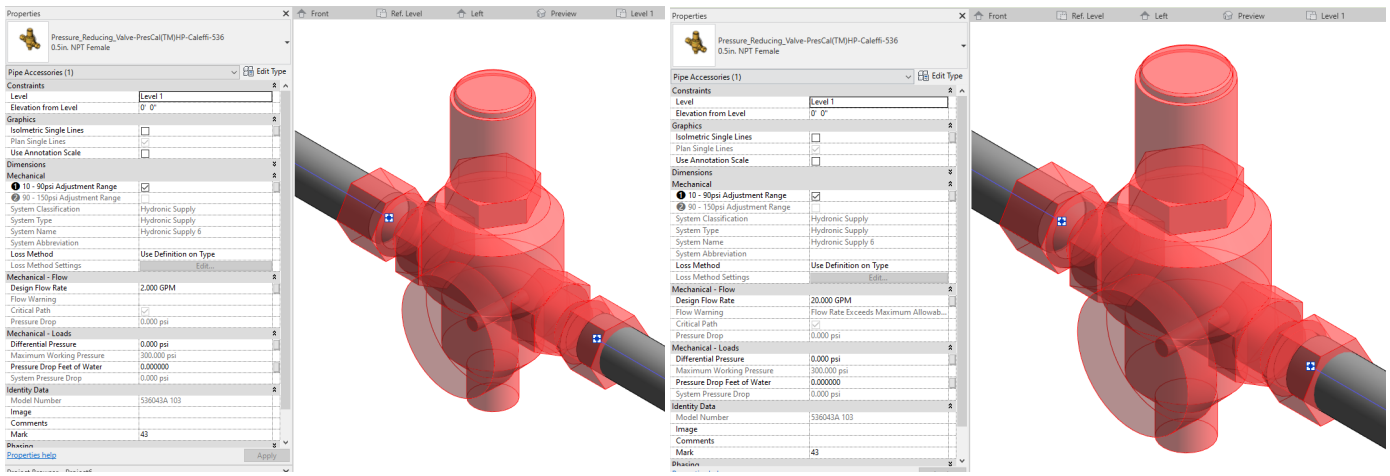 Properties
Front
Ref. Level
Left
Preview
Level 1
Pressure_Reducing_Valve-PresCal(TM)HP-Caleffi-536
0.5in. NPT Female
Pipe Accessories (1)
Edit Type
Constraints
Level Level 1
Elevation from Level 0' 0"
Graphics
Isolmetric Single Lines
Plan Single Lines
Use Annotation Scale
Dimensions
Mechanical
1 10 - 90psi Adjustment Range
2 90 - 150psi Adjustment Range
System Classification Hydronic Supply
System Type Hydronic Supply
System Name Hydronic Supply 6
System Abbreviation
Loss Method Use Definition on Type
Loss Method Settings Edit...
Mechanical - Flow
Design Flow Rate 2.000 GPM
Flow Warning
Critical Path
Pressure Drop 0.000 psi
Mechanical - Loads
Differential Pressure 0.000 psi
Maximum Working Pressure 300.000 psi
Pressure Drop Feet of Water 0.000000
System Pressure Drop 0.000 psi
Identity Data
Model Number 536043A 103
Image
Comments
Mark 43
Phasing
Properties help
Apply
Project Browser - Project6
Properties
Front
Ref. Level
Left
Preview
Level 1
Pressure_Reducing_Valve-PresCal(TM)HP-Caleffi-536
0.5in. NPT Female
Pipe Accessories (1)
Edit Type
Constraints
Level Level 1
Elevation from Level 0' 0"
Graphics
Isolmetric Single Lines
Plan Single Lines
Use Annotation Scale
Dimensions
Mechanical
1 10 - 90psi Adjustment Range
2 90 - 150psi Adjustment Range
System Classification Hydronic Supply
System Type Hydronic Supply
System Name Hydronic Supply 6
System Abbreviation
Loss Method Use Definition on Type
Loss Method Settings Edit...
Mechanical - Flow
Design Flow Rate 20.000 GPM
Flow Warning Flow Rate Exceeds Maximum Allowab...
Critical Path
Pressure Drop 0.000 psi
Mechanical - Loads
Differential Pressure 0.000 psi
Maximum Working Pressure 300.000 psi
Pressure Drop Feet of Water 0.000000
System Pressure Drop 0.000 psi
Identity Data
Model Number 536043A 103
Image
Comments
Mark 43
Phasing